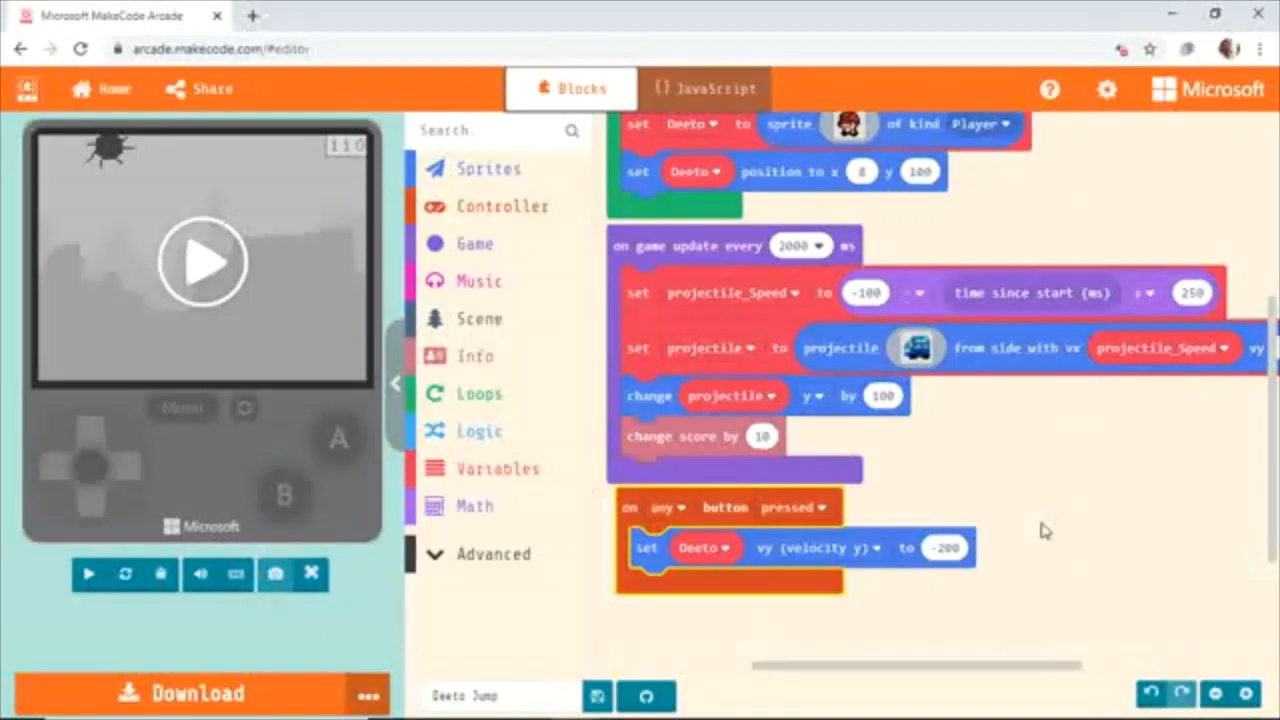 Microsoft MakeCode Arcade
arcade.makecode.com/#editor
Home
Share
Blocks
{} JavaScript
Microsoft
110
Menu
A
B
Microsoft
Download
Search
Sprites
Controller
Game
Music
Scene
Info
Loops
Logic
Variables
Math
Advanced
set Deeto to sprite of kind Player
set Deeto position to x 8 y 100
on game update every 2000 ms
set projectile_Speed to -100 - time since start (ms) 250
set projectile to projectile from side with vx projectile_Speed vy
change projectile y by 100
change score by 10
on any button pressed
set Deeto vy (velocity y) to -200
Deeto Jump